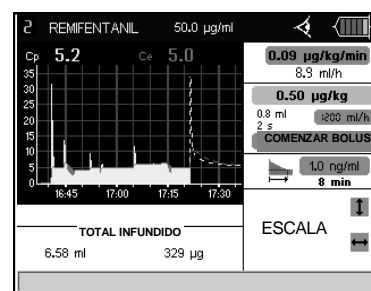 2 REMIFENTANIL 50.0 µg/ml
Cp 5.2 Ce 5.0
35
30
25
20
15
10
5
0
16:45 17:00 17:15 17:30
TOTAL INFUNDIDO
6.58 ml 329 µg
0.09 µg/kg/min
8.9 ml/h
0.50 µg/kg
0.8 ml 1200 ml/h
2 s
COMENZAR BOLUS
1.0 ng/ml
8 min
ESCALA